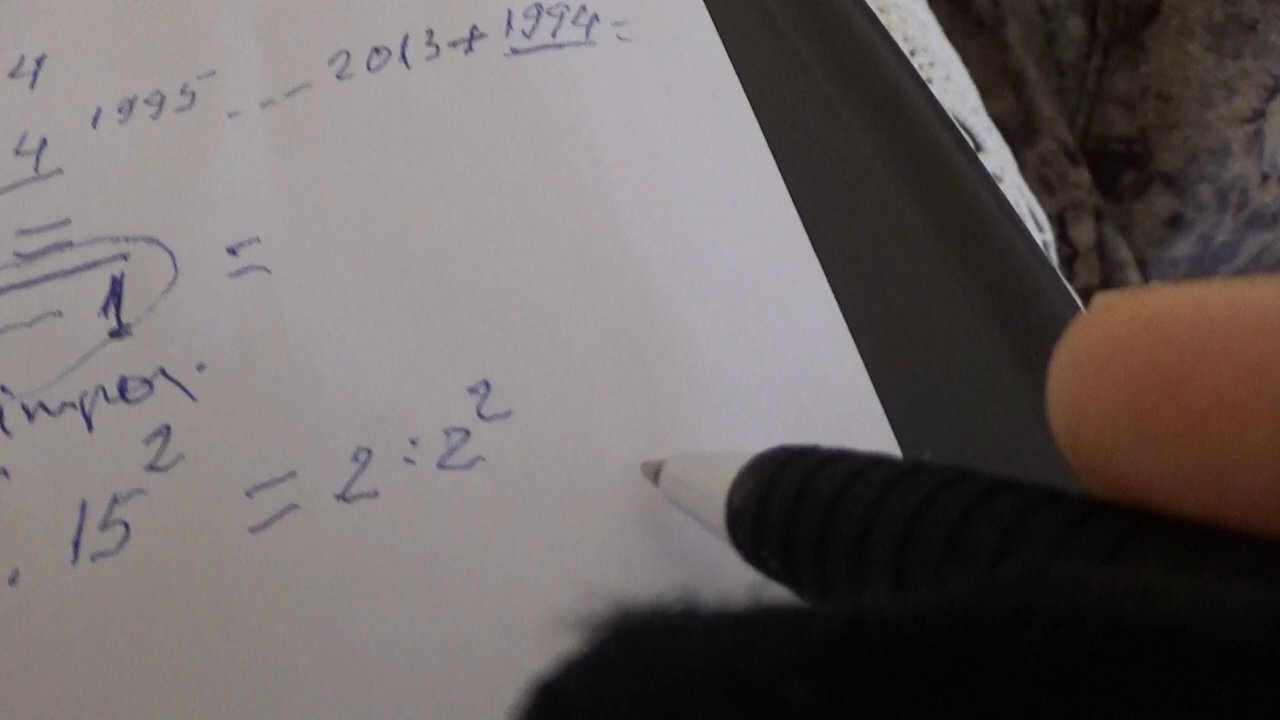 4
4 1995 --- 2013 + 1994 =
=
1
impar.
. 15² = 2 : 2²